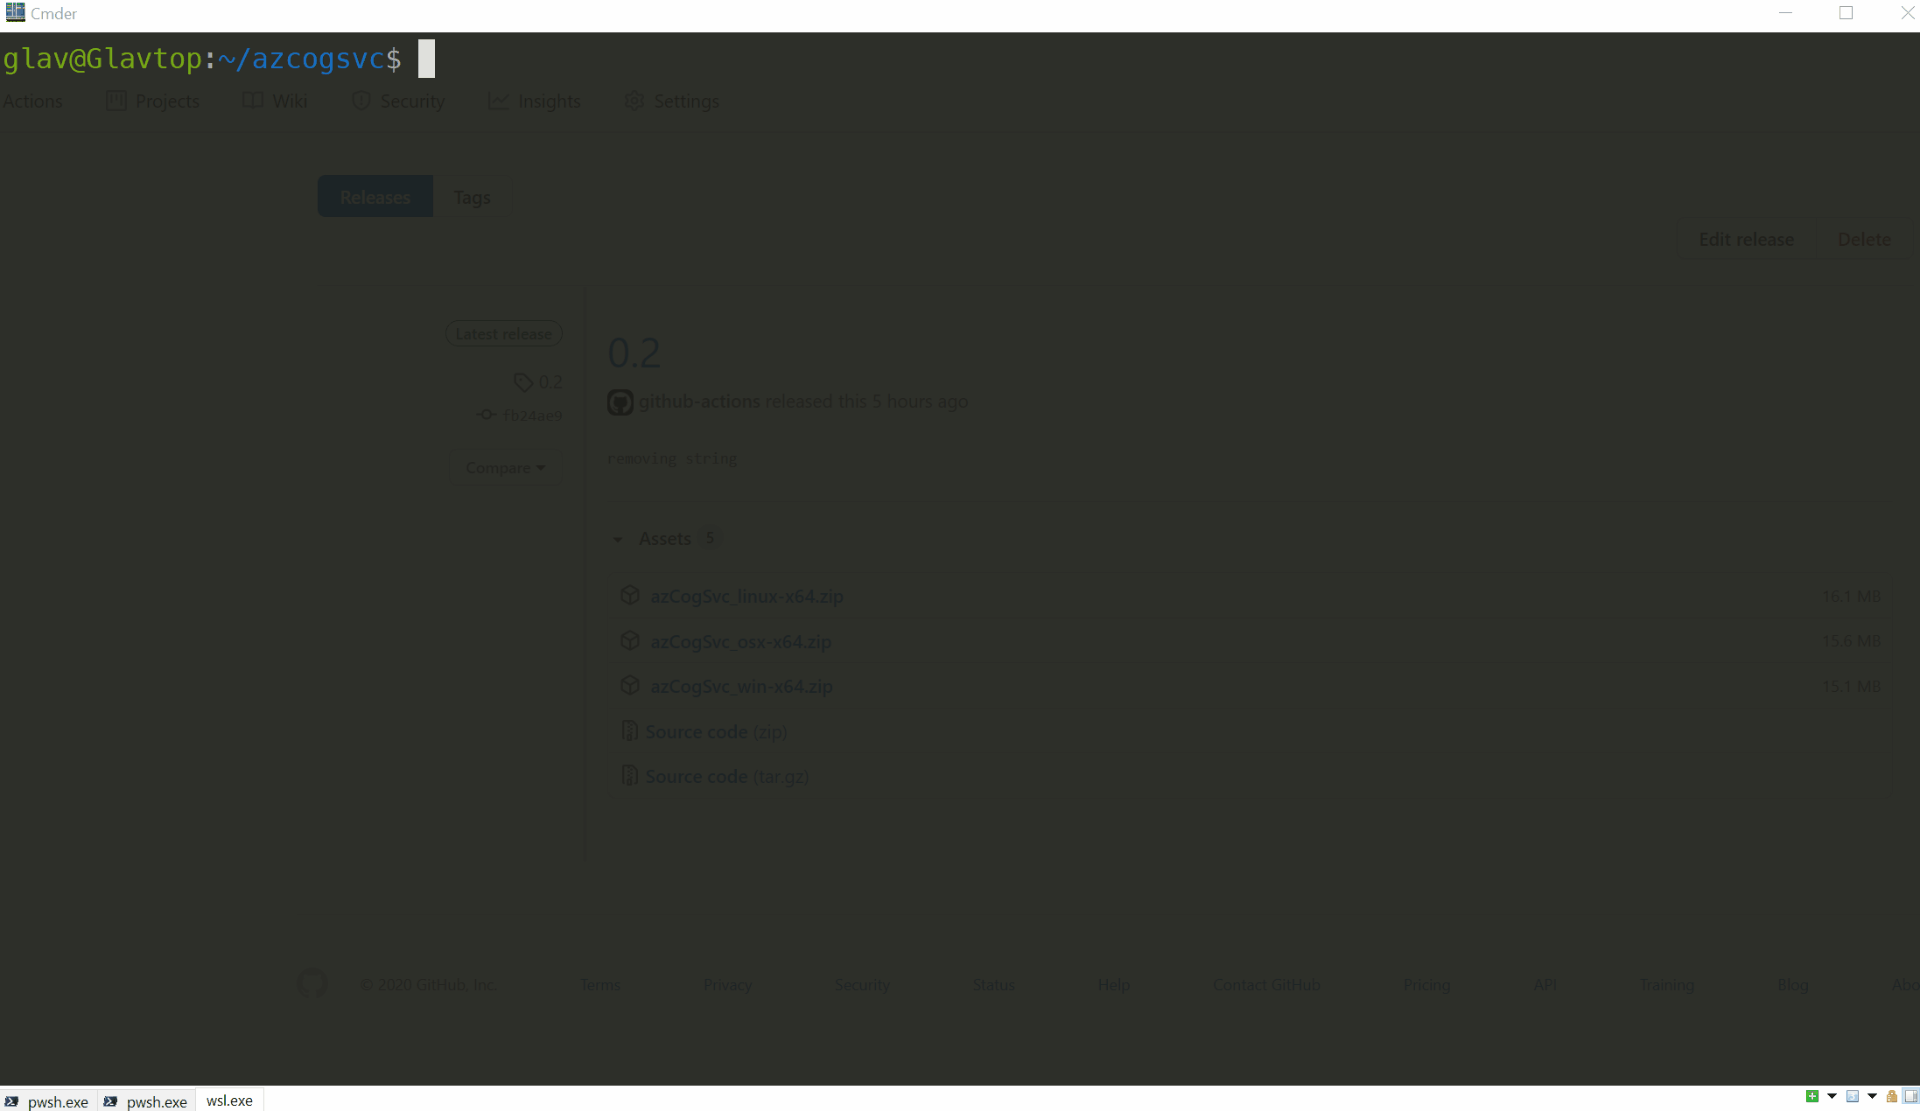 Cmder
glav@Glavtop:~/azcogsvc$
Actions Projects Wiki Security Insights Settings
Releases Tags
Edit release Delete
Latest release
0.2
0.2
github-actions released this 5 hours ago
fb24ae9
removing string
Compare
Assets 5
azCogSvc_linux-x64.zip 16.1 MB
azCogSvc_osx-x64.zip 15.6 MB
azCogSvc_win-x64.zip 15.1 MB
Source code (zip)
Source code (tar.gz)
© 2020 GitHub, Inc. Terms Privacy Security Status Help Contact GitHub Pricing API Training Blog Abo
pwsh.exe pwsh.exe wsl.exe